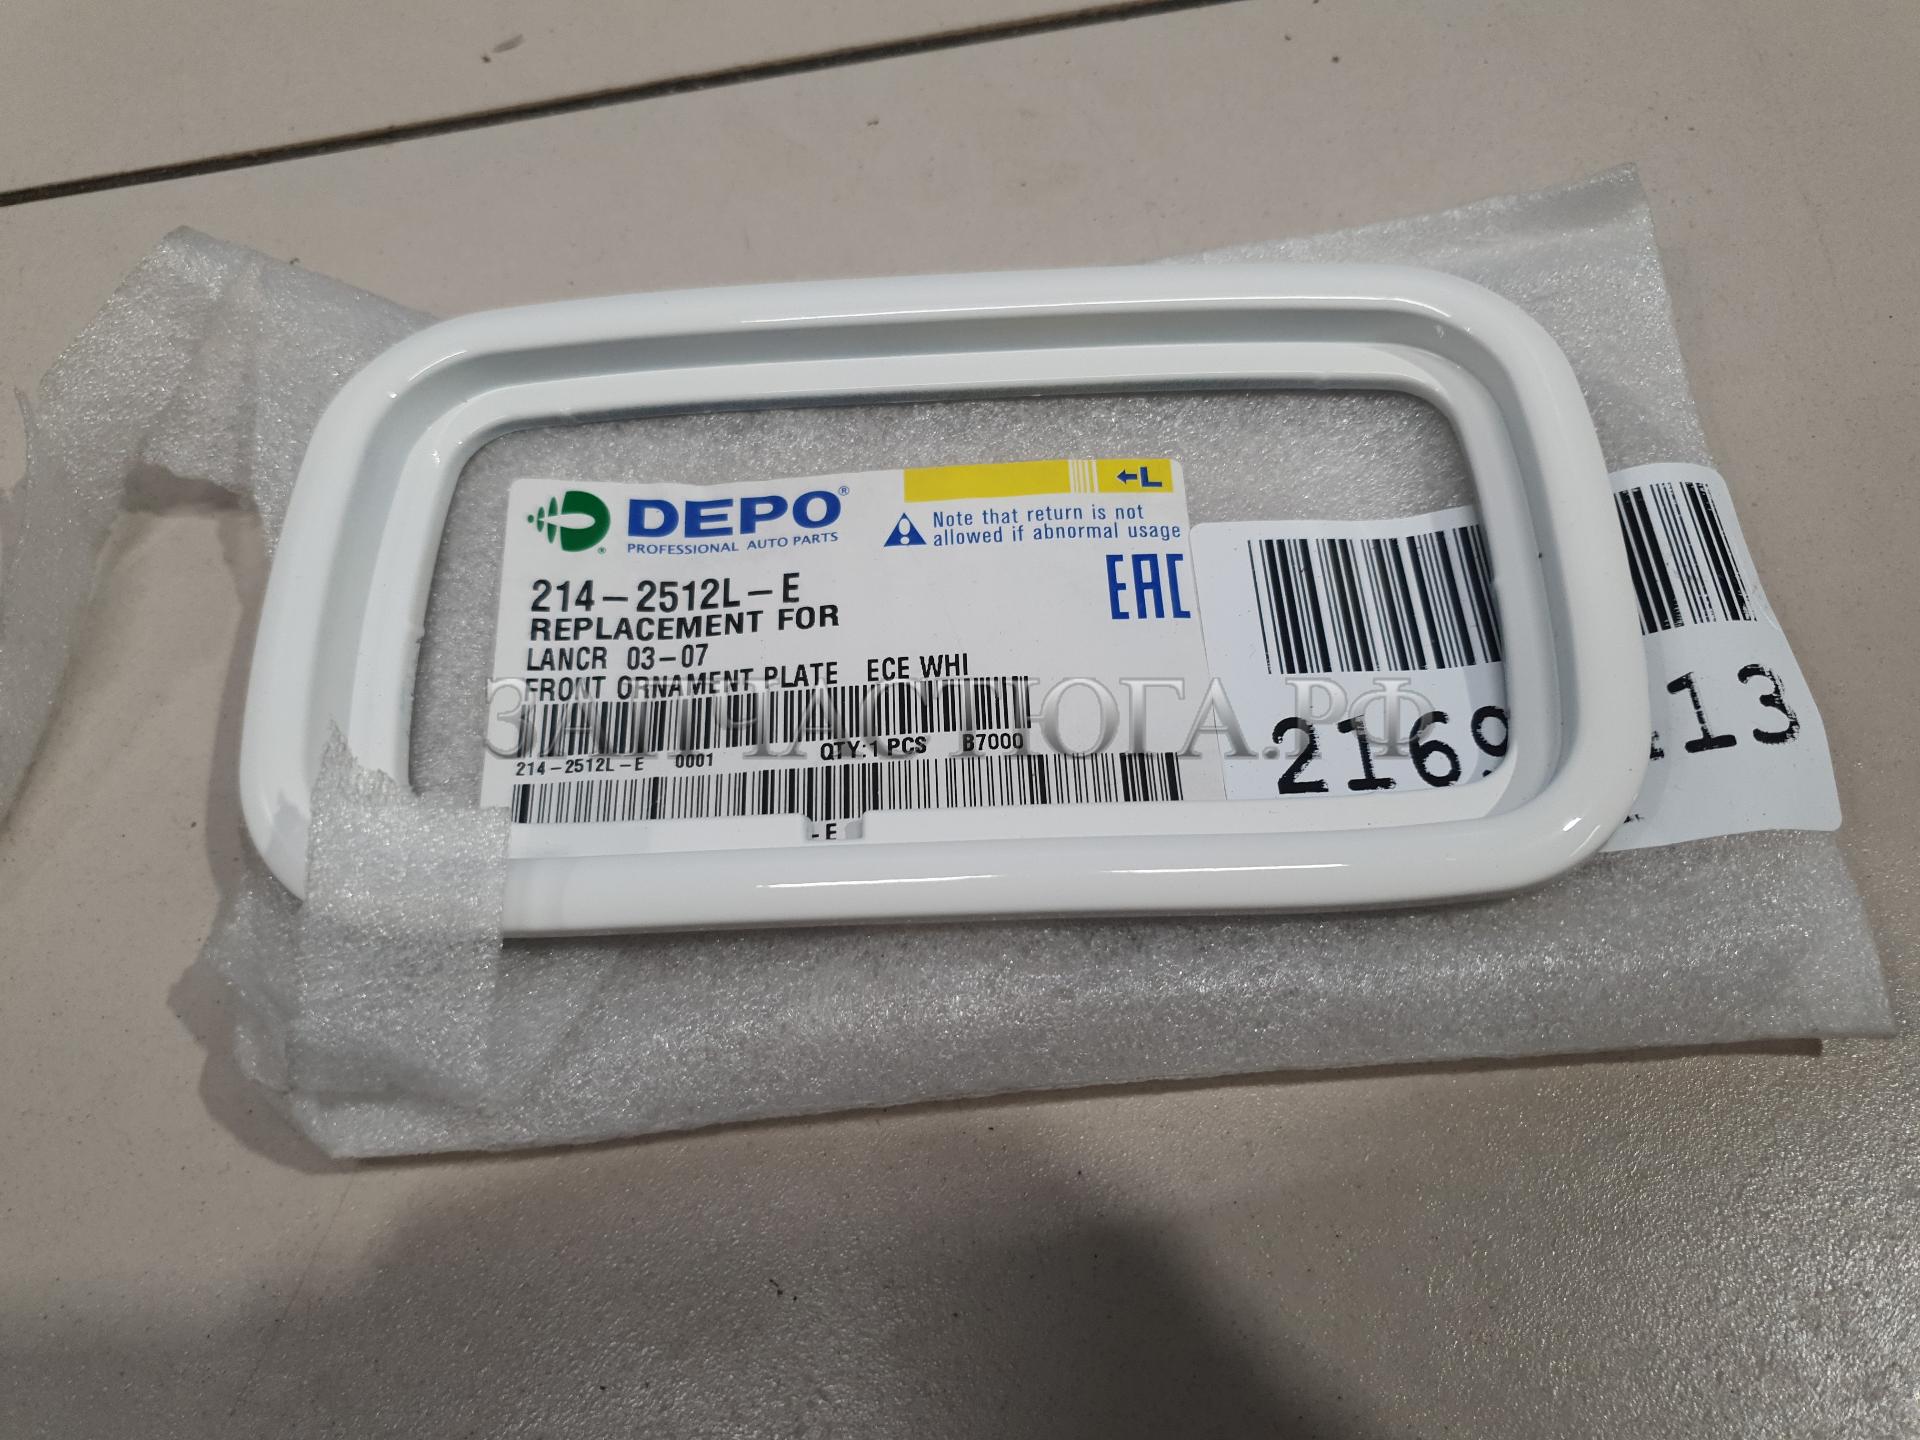 DEPO®
PROFESSIONAL AUTO PARTS
←L
Note that return is not
allowed if abnormal usage
EAC
214-2512L-E
REPLACEMENT FOR
LANCR 03-07
FRONT ORNAMENT PLATE ECE WHI
ЗАПЧАСТЮГА.РФ
QTY:1 PCS B7000
214-2512L-E 0001
-E
2169
13